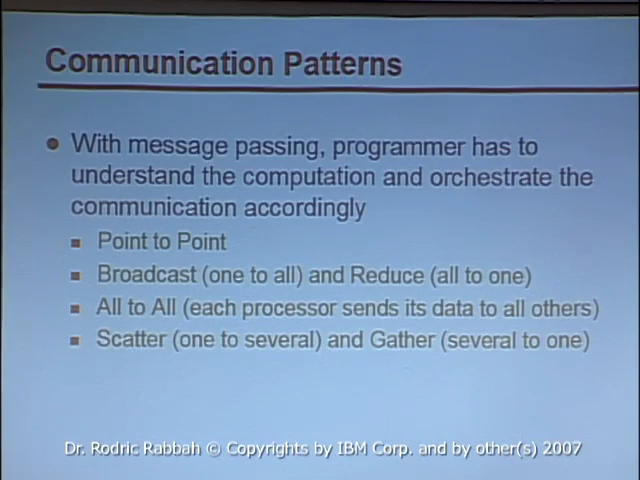 Communication Patterns
With message passing, programmer has to
understand the computation and orchestrate the
communication accordingly
Point to Point
Broadcast (one to all) and Reduce (all to one)
All to All (each processor sends its data to all others)
Scatter (one to several) and Gather (several to one)
Dr. Rodric Rabbah © Copyrights by IBM Corp. and by other(s) 2007